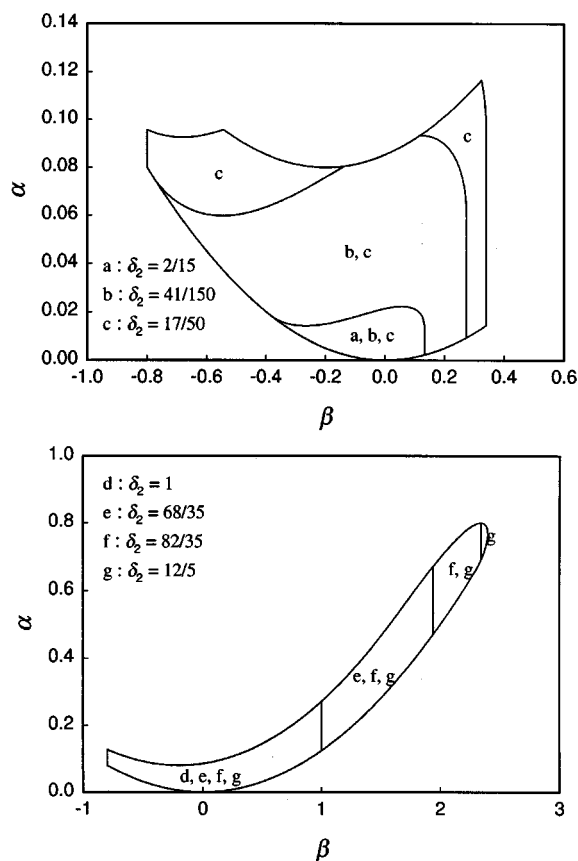 0.14
0.12
0.10
0.08
0.06
0.04
0.02
0.00
α
c
c
b, c
a, b, c
a : δ₂ = 2/15
b : δ₂ = 41/150
c : δ₂ = 17/50
-1.0 -0.8 -0.6 -0.4 -0.2 0.0 0.2 0.4 0.6
β
1.0
0.8
0.6
0.4
0.2
0.0
α
d : δ₂ = 1
e : δ₂ = 68/35
f : δ₂ = 82/35
g : δ₂ = 12/5
g
f, g
e, f, g
d, e, f, g
-1 0 1 2 3
β